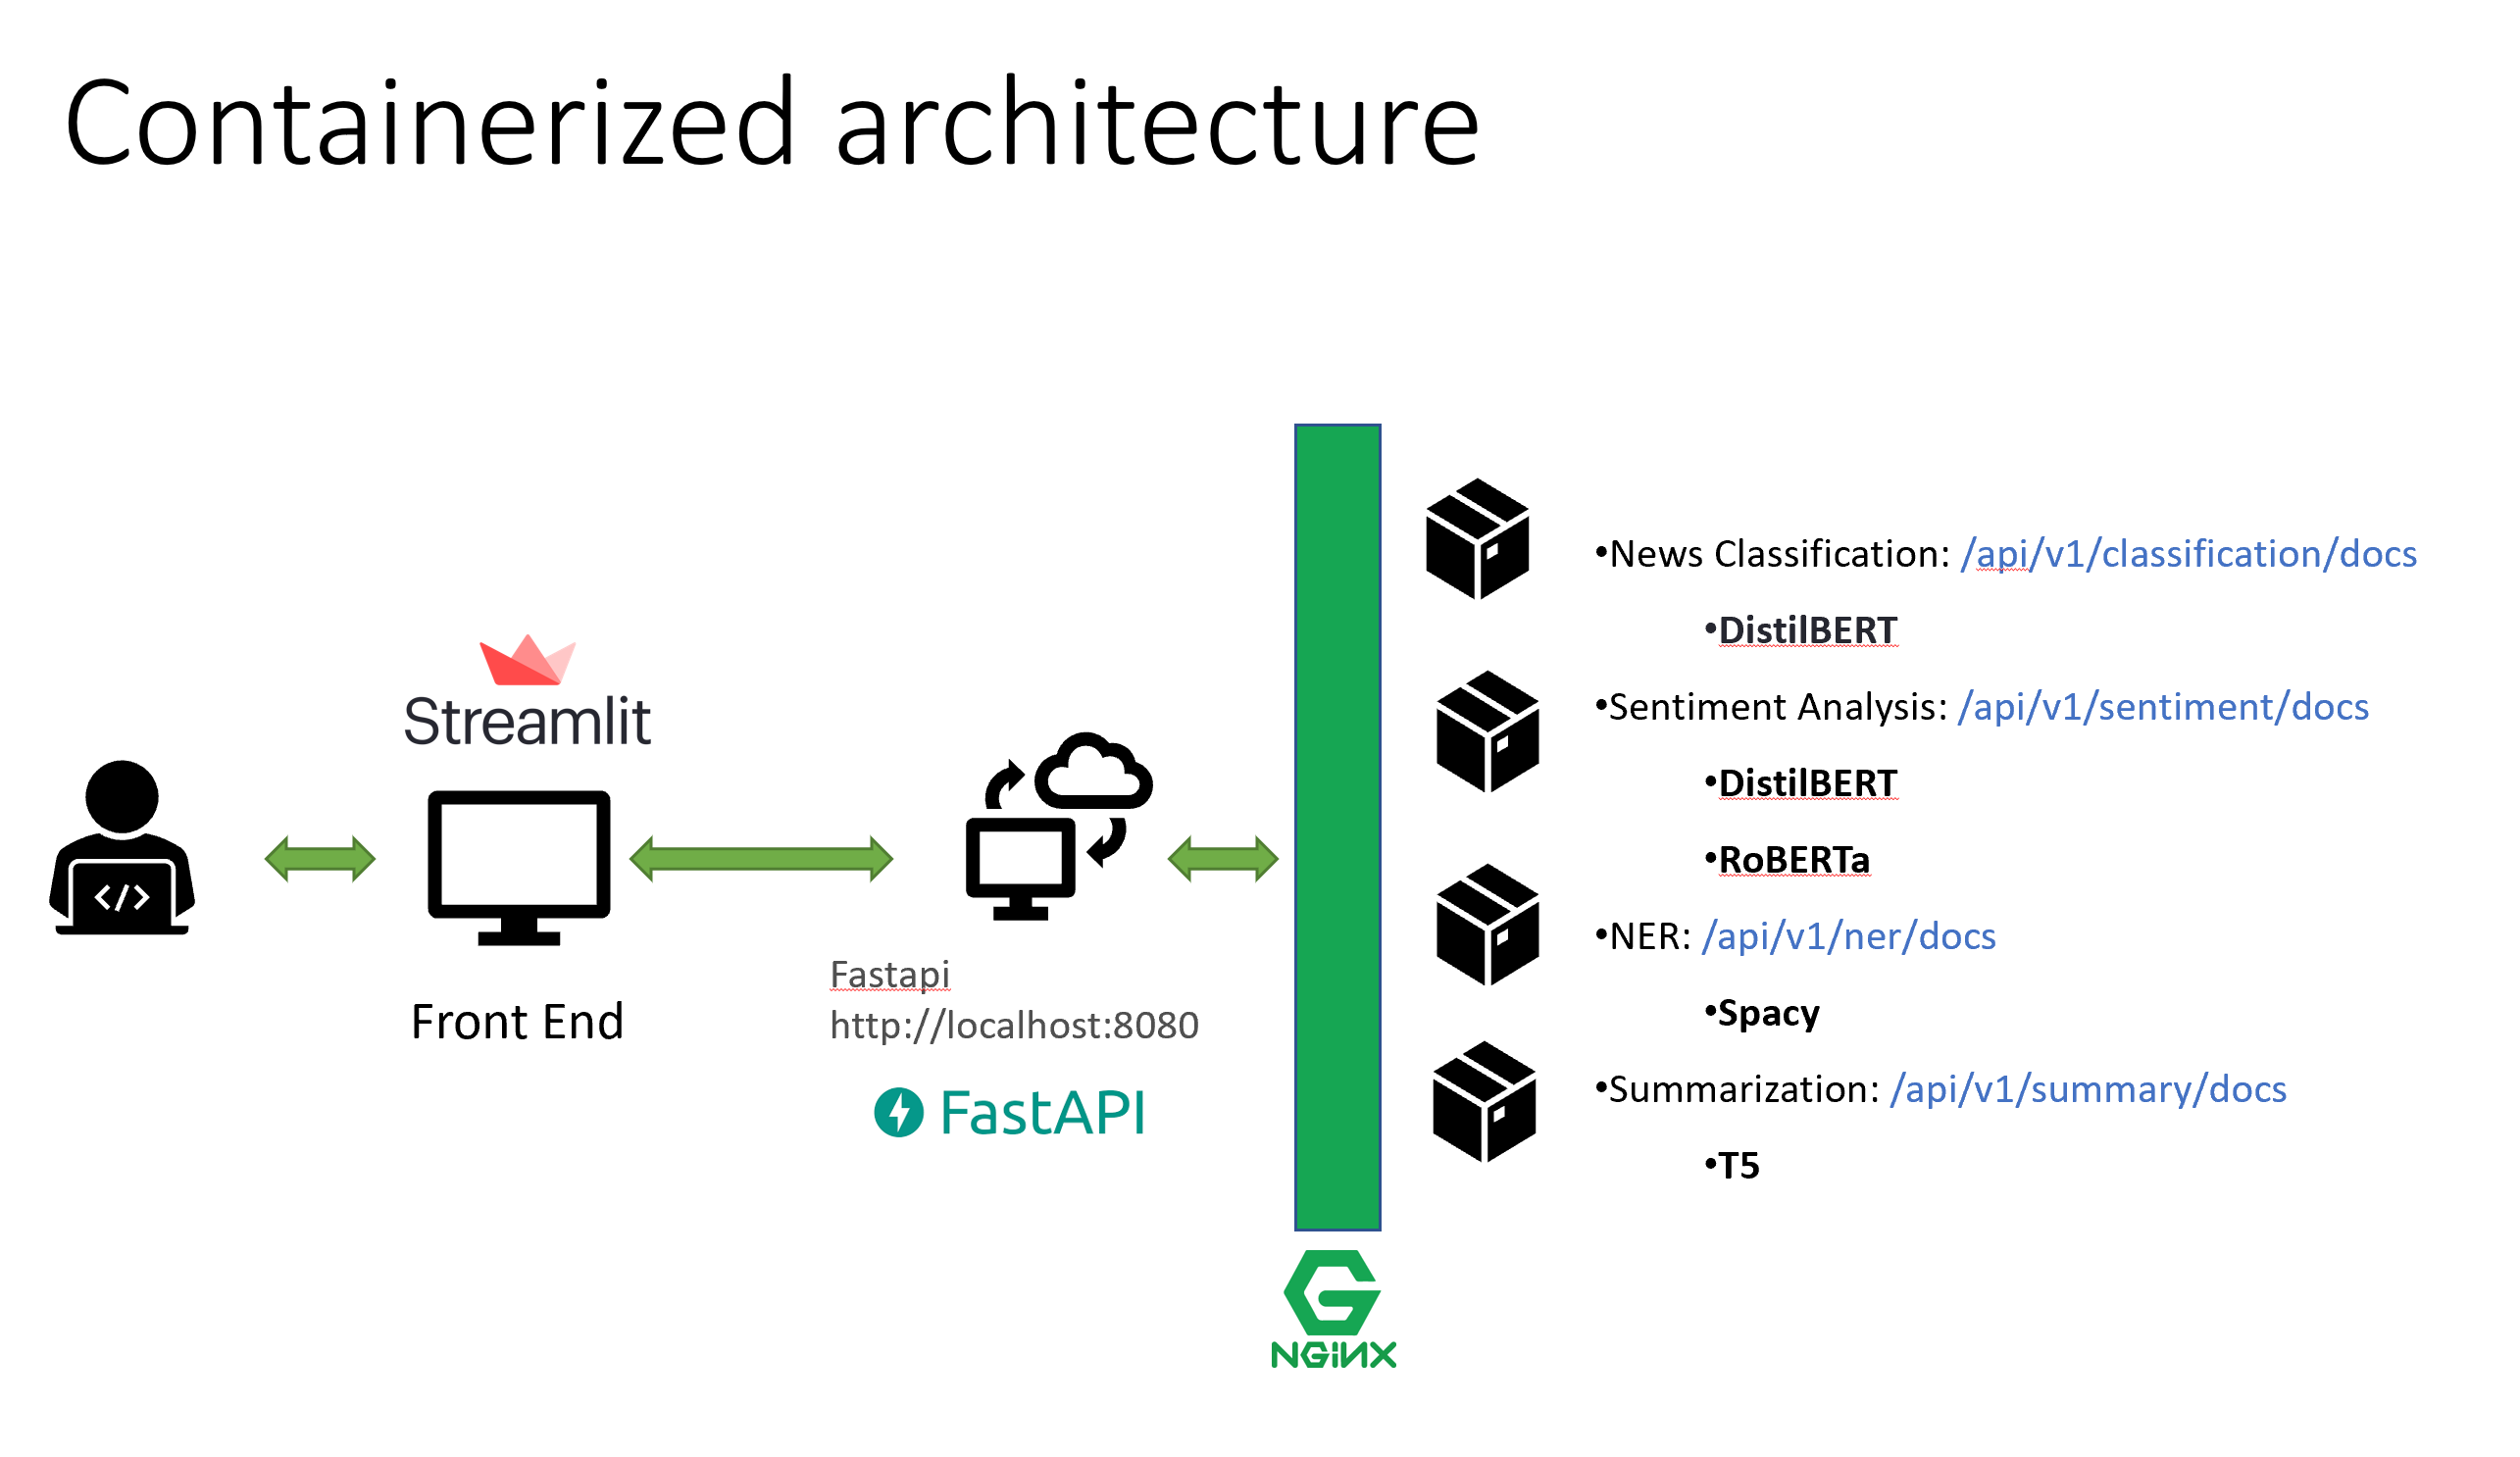 Containerized architecture
Streamlit
</>
Front End
Fastapi
http://localhost:8080
FastAPI
NGiNX
•News Classification: /api/v1/classification/docs
•DistilBERT
•Sentiment Analysis: /api/v1/sentiment/docs
•DistilBERT
•RoBERTa
•NER: /api/v1/ner/docs
•Spacy
•Summarization: /api/v1/summary/docs
•T5